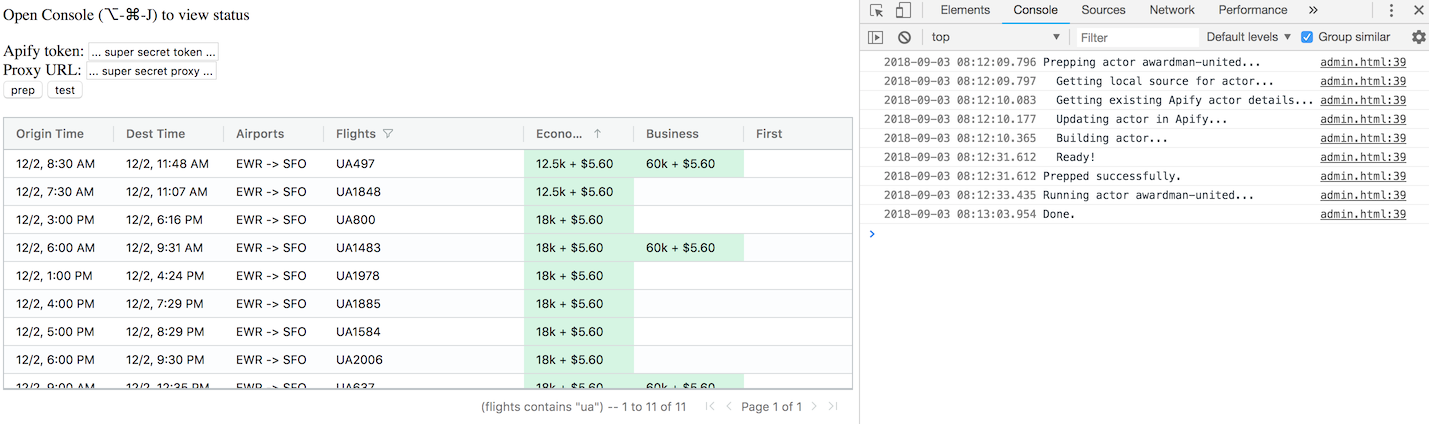 Open Console (⌥-⌘-J) to view status
Apify token: ... super secret token ...
Proxy URL: ... super secret proxy ...
prep test
Origin Time Dest Time Airports Flights Econo... ↑ Business First
12/2, 8:30 AM 12/2, 11:48 AM EWR -> SFO UA497 12.5k + $5.60 60k + $5.60
12/2, 7:30 AM 12/2, 11:07 AM EWR -> SFO UA1848 12.5k + $5.60
12/2, 3:00 PM 12/2, 6:16 PM EWR -> SFO UA800 18k + $5.60
12/2, 6:00 AM 12/2, 9:31 AM EWR -> SFO UA1483 18k + $5.60 60k + $5.60
12/2, 1:00 PM 12/2, 4:24 PM EWR -> SFO UA1978 18k + $5.60
12/2, 4:00 PM 12/2, 7:29 PM EWR -> SFO UA1885 18k + $5.60
12/2, 5:00 PM 12/2, 8:29 PM EWR -> SFO UA1584 18k + $5.60
12/2, 6:00 PM 12/2, 9:30 PM EWR -> SFO UA2006 18k + $5.60
12/2, 9:00 AM 12/2, 12:35 PM EWR -> SFO UA637 18k + $5.60 60k + $5.60
(flights contains "ua") -- 1 to 11 of 11 Page 1 of 1
Elements Console Sources Network Performance »
top Filter Default levels Group similar
2018-09-03 08:12:09.796 Prepping actor awardman-united... admin.html:39
2018-09-03 08:12:09.797 Getting local source for actor... admin.html:39
2018-09-03 08:12:10.083 Getting existing Apify actor details... admin.html:39
2018-09-03 08:12:10.177 Updating actor in Apify... admin.html:39
2018-09-03 08:12:10.365 Building actor... admin.html:39
2018-09-03 08:12:31.612 Ready! admin.html:39
2018-09-03 08:12:31.612 Prepped successfully. admin.html:39
2018-09-03 08:12:33.435 Running actor awardman-united... admin.html:39
2018-09-03 08:13:03.954 Done. admin.html:39